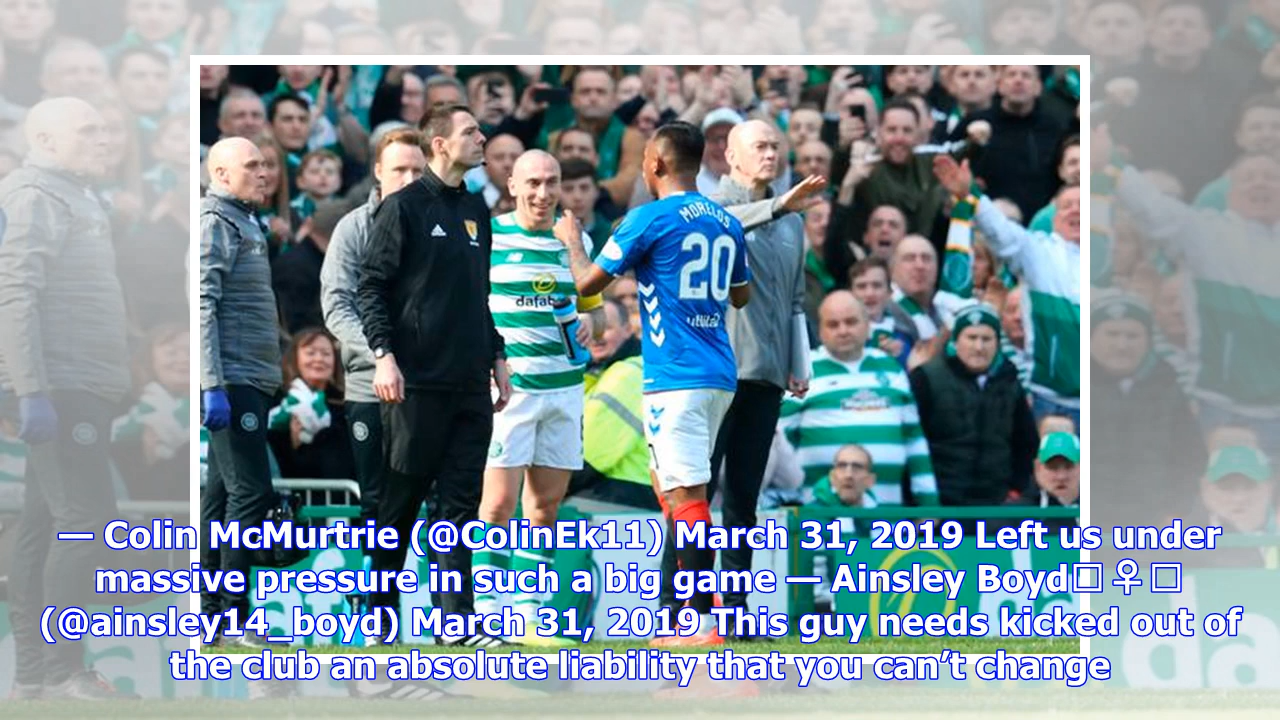 MORELOS
20
utilita
dafab
— Colin McMurtrie (@ColinEk11) March 31, 2019 Left us under
massive pressure in such a big game — Ainsley Boyd□♀□
(@ainsley14_boyd) March 31, 2019 This guy needs kicked out of
the club an absolute liability that you can’t change